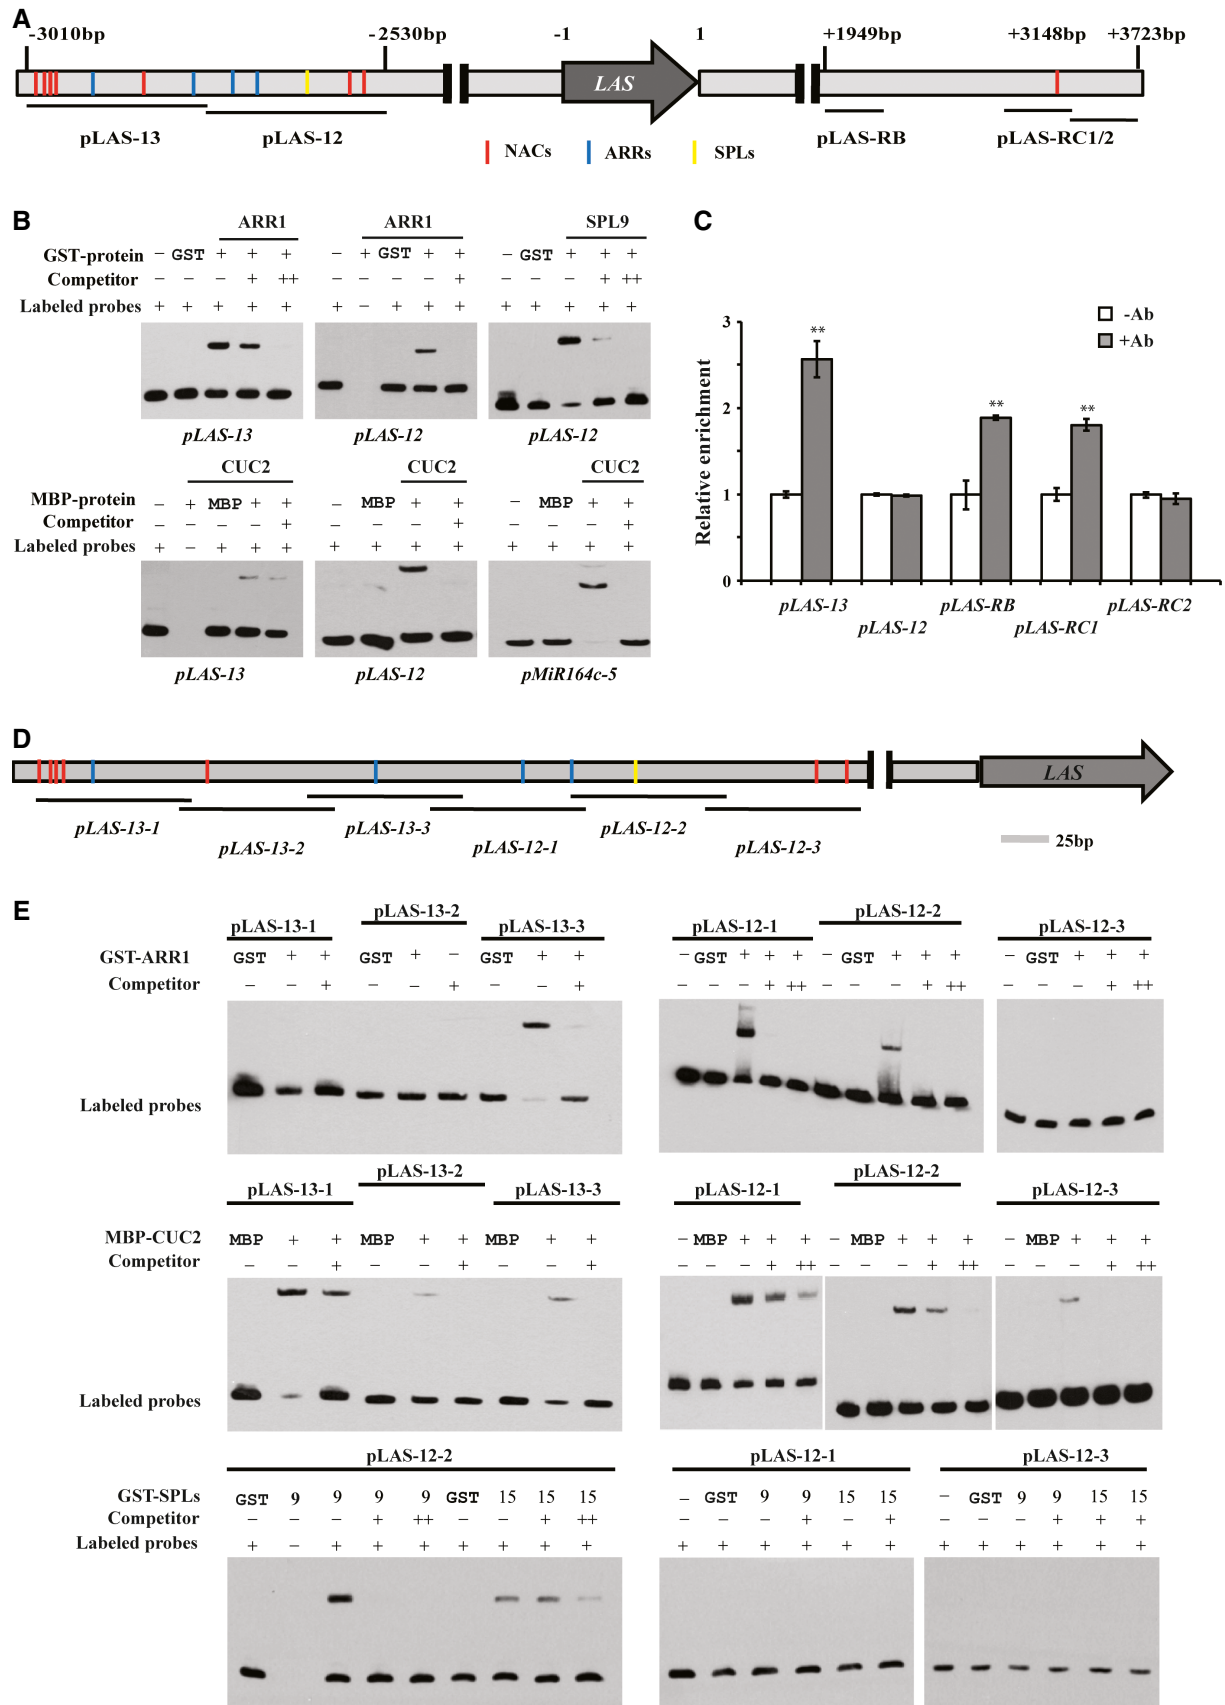 A
-3010bp -2530bp -1 1 +1949bp +3148bp +3723bp
LAS
pLAS-13 pLAS-12 pLAS-RB pLAS-RC1/2
NACs ARRs SPLs
B
ARR1 ARR1 SPL9
GST-protein − GST + + + − + GST + + − GST + + +
Competitor − − − + ++ − − − − + − − − + ++
Labeled probes + + + + + + − + + + + + + + +
pLAS-13 pLAS-12 pLAS-12
CUC2 CUC2 CUC2
MBP-protein − + MBP + + − MBP + + − MBP + +
Competitor − − − − + − − − + − − − +
Labeled probes + − + + + + + + + + + + +
pLAS-13 pLAS-12 pMiR164c-5
C
-Ab
+Ab
Relative enrichment
3
2
1
0
** ** **
pLAS-13 pLAS-12 pLAS-RB pLAS-RC1 pLAS-RC2
D
LAS
pLAS-13-1 pLAS-13-2 pLAS-13-3 pLAS-12-1 pLAS-12-2 pLAS-12-3
25bp
E
pLAS-13-1 pLAS-13-2 pLAS-13-3 pLAS-12-1 pLAS-12-2 pLAS-12-3
GST-ARR1 GST + + GST + − GST + + − GST + + + − GST + + + − GST + + +
Competitor − − + − − + − − + − − − + ++ − − − + ++ − − − + ++
Labeled probes
pLAS-13-1 pLAS-13-2 pLAS-13-3 pLAS-12-1 pLAS-12-2 pLAS-12-3
MBP-CUC2 MBP + + MBP + + MBP + + − MBP + + + − MBP + + + − MBP + + +
Competitor − − + − − + − − + − − − + ++ − − − + ++ − − − + ++
Labeled probes
pLAS-12-2 pLAS-12-1 pLAS-12-3
GST-SPLs GST 9 9 9 9 GST 15 15 15 − GST 9 9 15 15 − GST 9 9 15 15
Competitor − − − + ++ − − + ++ − − − + − + − − − + + +
Labeled probes + − + + + + + + + + + + + + + + + + + + +